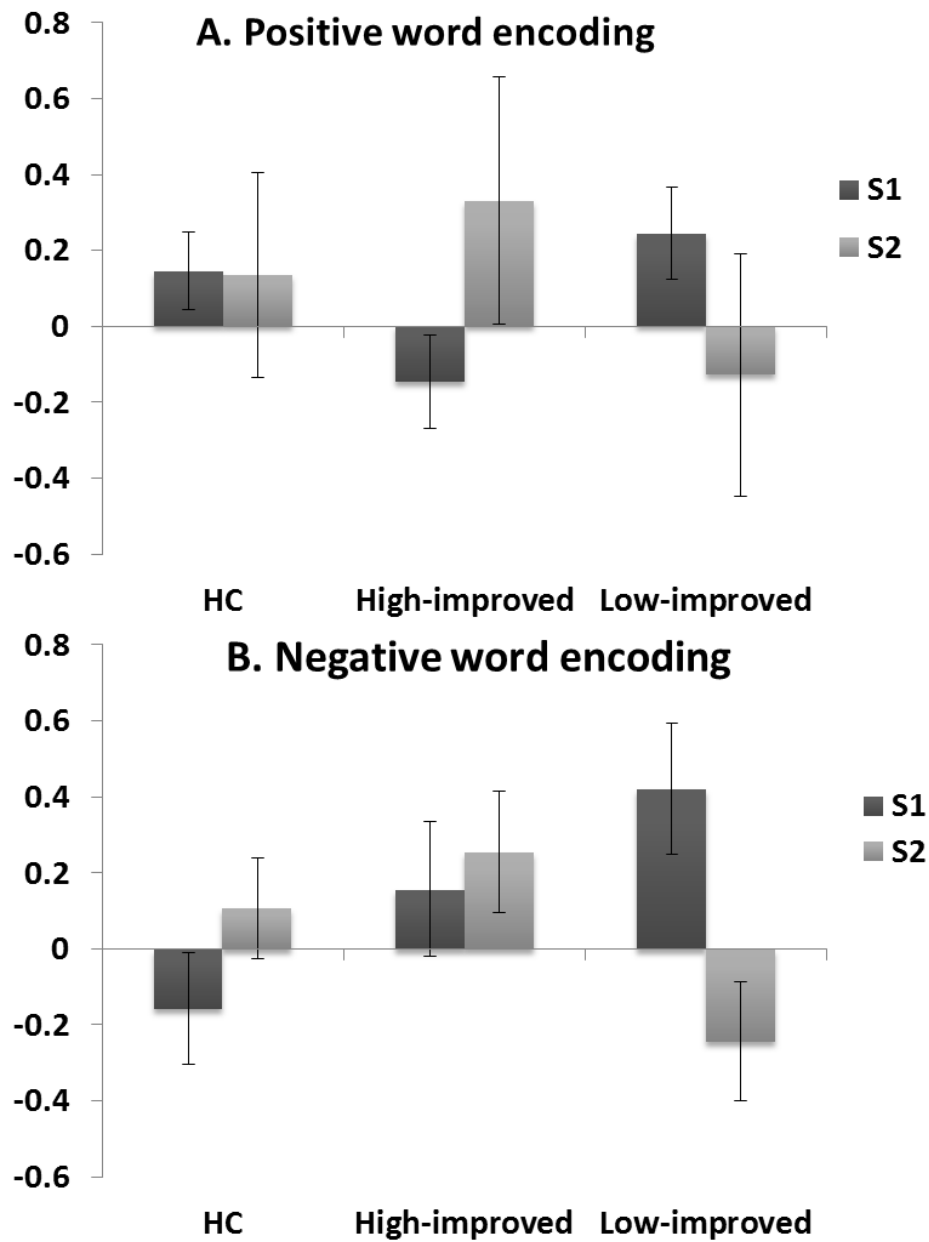 A. Positive word encoding
0.8
0.6
0.4
0.2
0
-0.2
-0.4
-0.6
S1
S2
HC High-improved Low-improved
B. Negative word encoding
0.8
0.6
0.4
0.2
0
-0.2
-0.4
-0.6
S1
S2
HC High-improved Low-improved